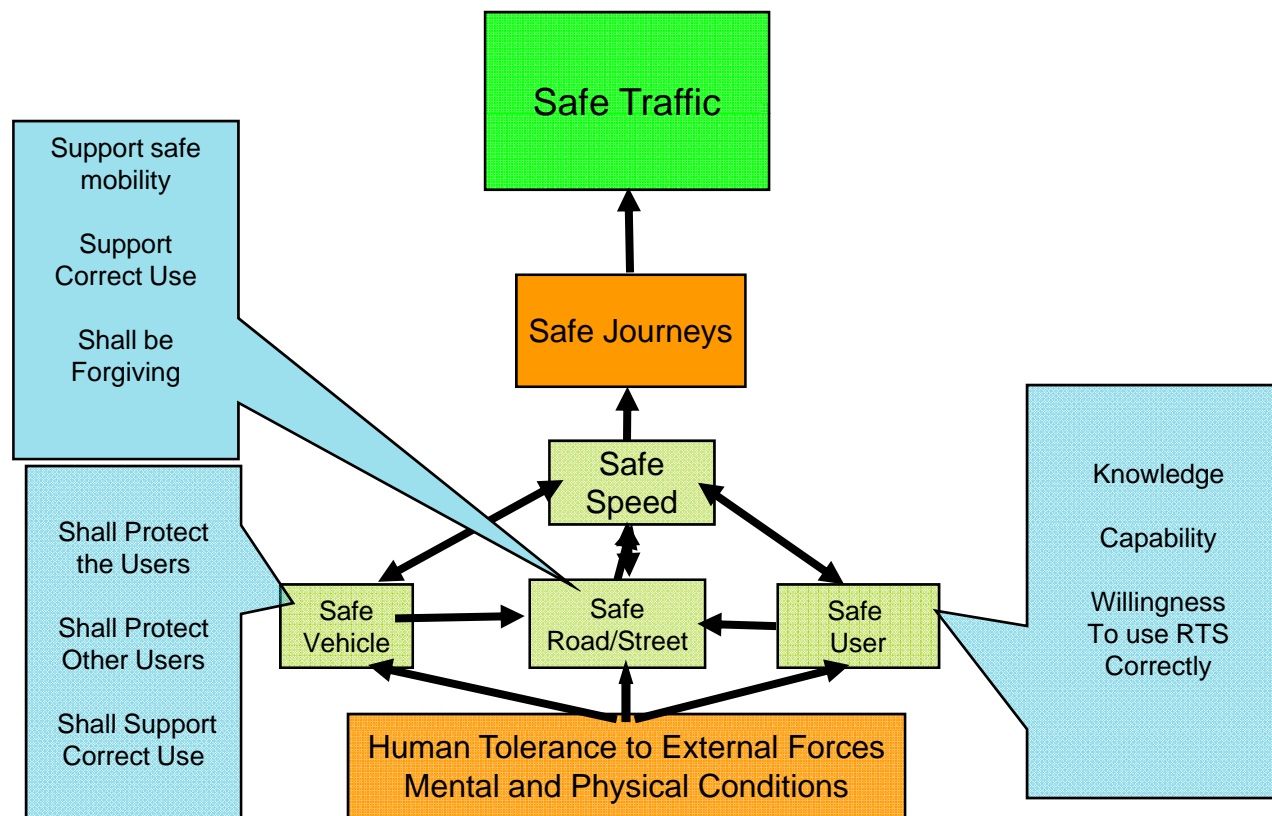 Safe Traffic
Support safe
mobility
Support
Correct Use
Shall be
Forgiving
Safe Journeys
Safe
Speed
Knowledge
Capability
Willingness
To use RTS
Correctly
Shall Protect
the Users
Shall Protect
Other Users
Shall Support
Correct Use
Safe
Vehicle
Safe
Road/Street
Safe
User
Human Tolerance to External Forces
Mental and Physical Conditions